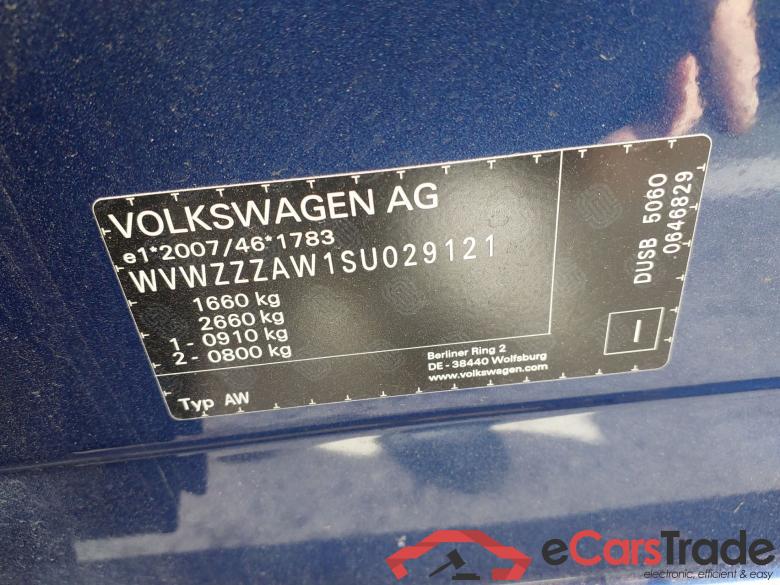 VOLKSWAGEN AG
e1*2007/46*1783
WVWZZZAW1SU029121
1660 kg
2660 kg
1 - 0910 kg
2 - 0800 kg
Berliner Ring 2
DE - 38440 Wolfsburg
www.volkswagen.com
Typ AW
DUSB 5060
0646829
I
eCarsTrade
electronic, efficient & easy